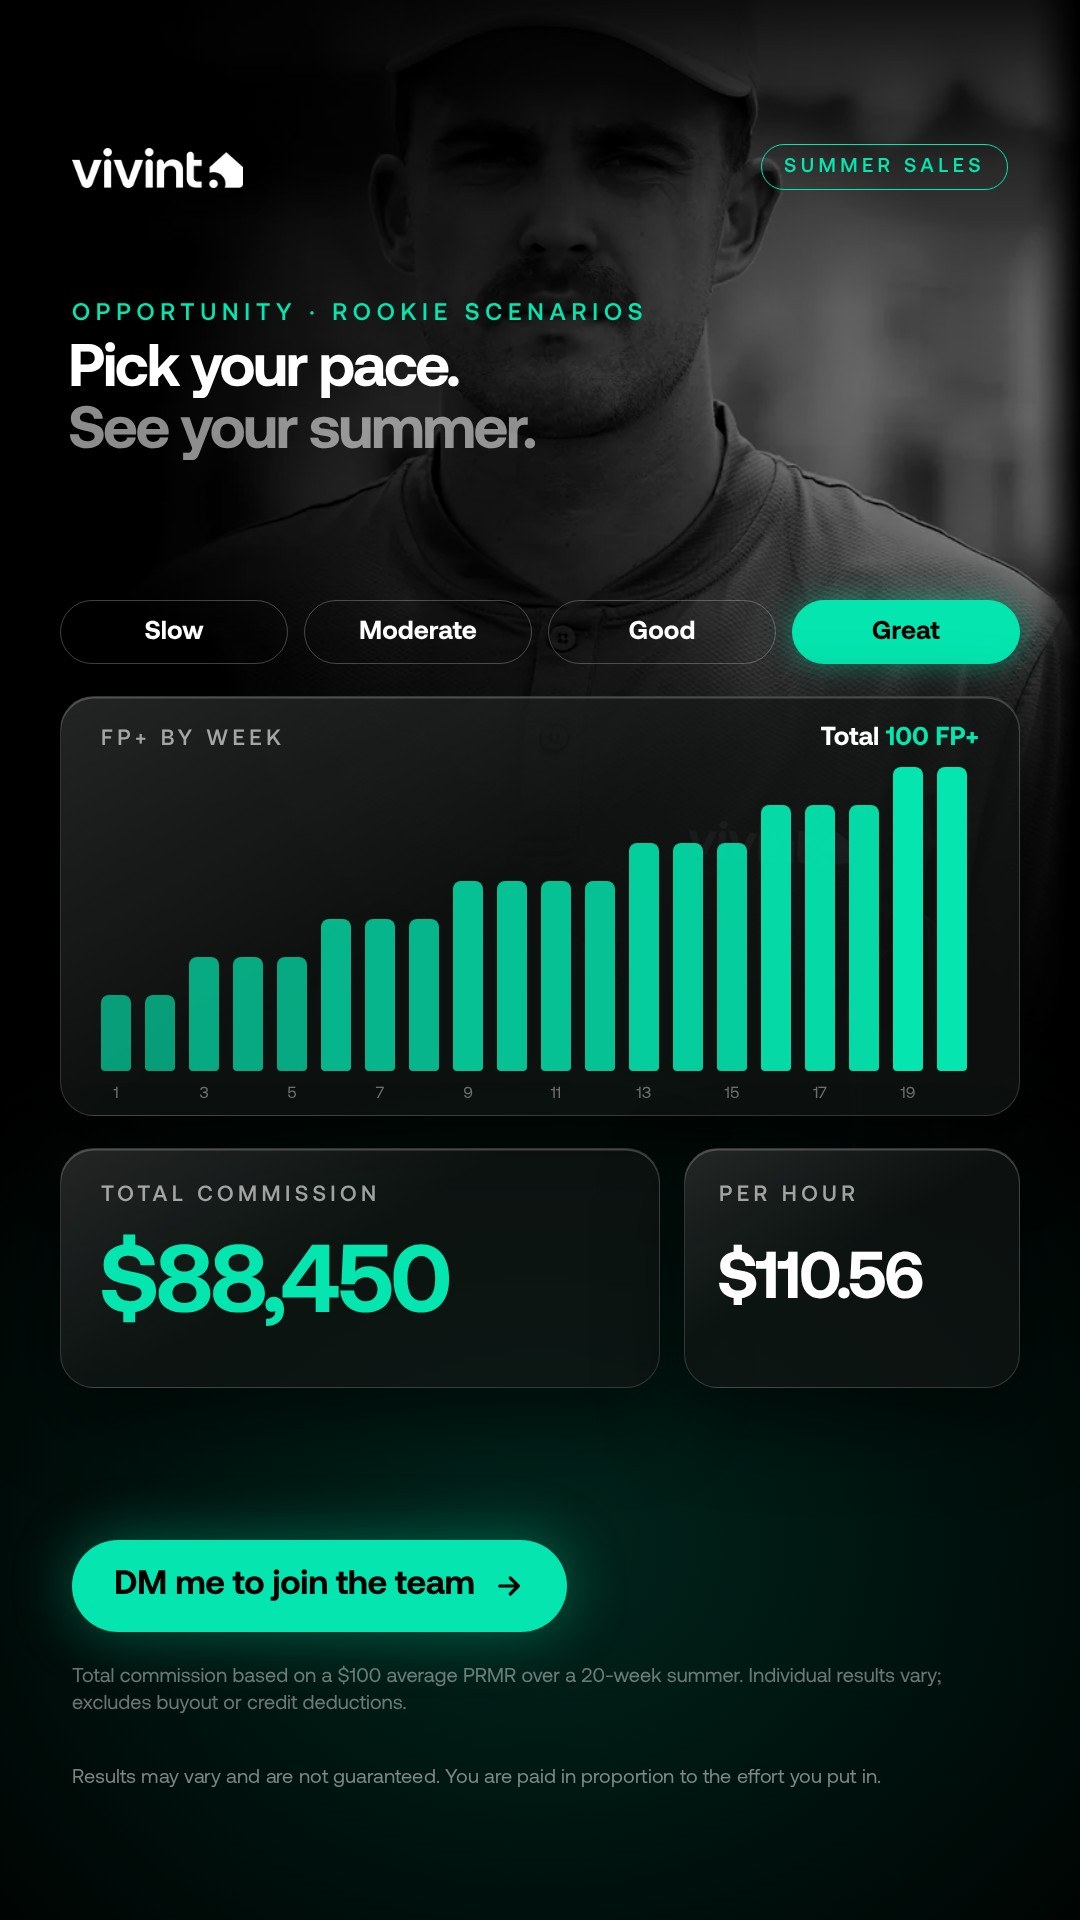 vivint
SUMMER SALES
OPPORTUNITY · ROOKIE SCENARIOS
Pick your pace.
See your summer.
Slow Moderate Good Great
FP+ BY WEEK
Total 100 FP+
1 3 5 7 9 11 13 15 17 19
TOTAL COMMISSION
$88,450
PER HOUR
$110.56
DM me to join the team →
Total commission based on a $100 average PRMR over a 20-week summer. Individual results vary;
excludes buyout or credit deductions.
Results may vary and are not guaranteed. You are paid in proportion to the effort you put in.